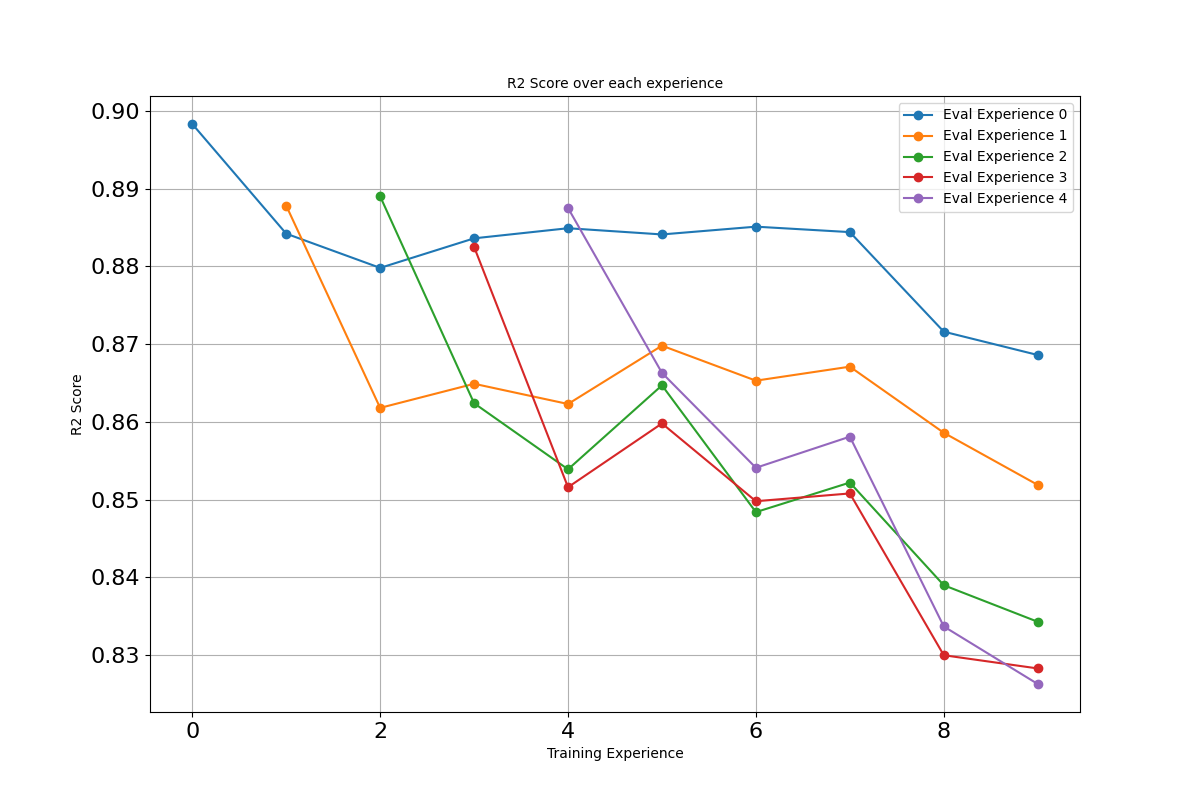 R2 Score over each experience
0.90
0.89
0.88
0.87
0.86
0.85
0.84
0.83
R2 Score
Eval Experience 0
Eval Experience 1
Eval Experience 2
Eval Experience 3
Eval Experience 4
0 2 4 6 8
Training Experience